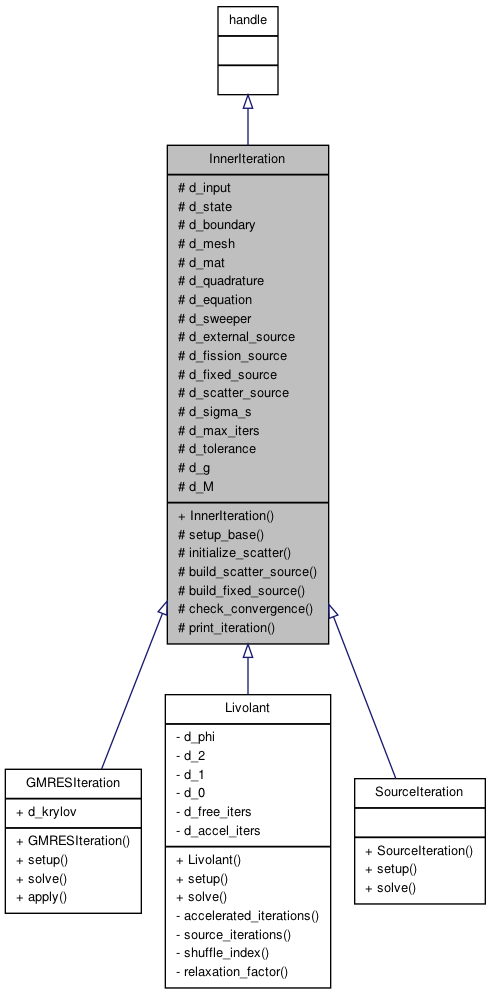 handle
InnerIteration
# d_input
# d_state
# d_boundary
# d_mesh
# d_mat
# d_quadrature
# d_equation
# d_sweeper
# d_external_source
# d_fission_source
# d_fixed_source
# d_scatter_source
# d_sigma_s
# d_max_iters
# d_tolerance
# d_g
# d_M
+ InnerIteration()
# setup_base()
# initialize_scatter()
# build_scatter_source()
# build_fixed_source()
# check_convergence()
# print_iteration()
GMRESIteration
+ d_krylov
+ GMRESIteration()
+ setup()
+ solve()
+ apply()
Livolant
- d_phi
- d_2
- d_1
- d_0
- d_free_iters
- d_accel_iters
+ Livolant()
+ setup()
+ solve()
- accelerated_iterations()
- source_iterations()
- shuffle_index()
- relaxation_factor()
SourceIteration
+ SourceIteration()
+ setup()
+ solve()